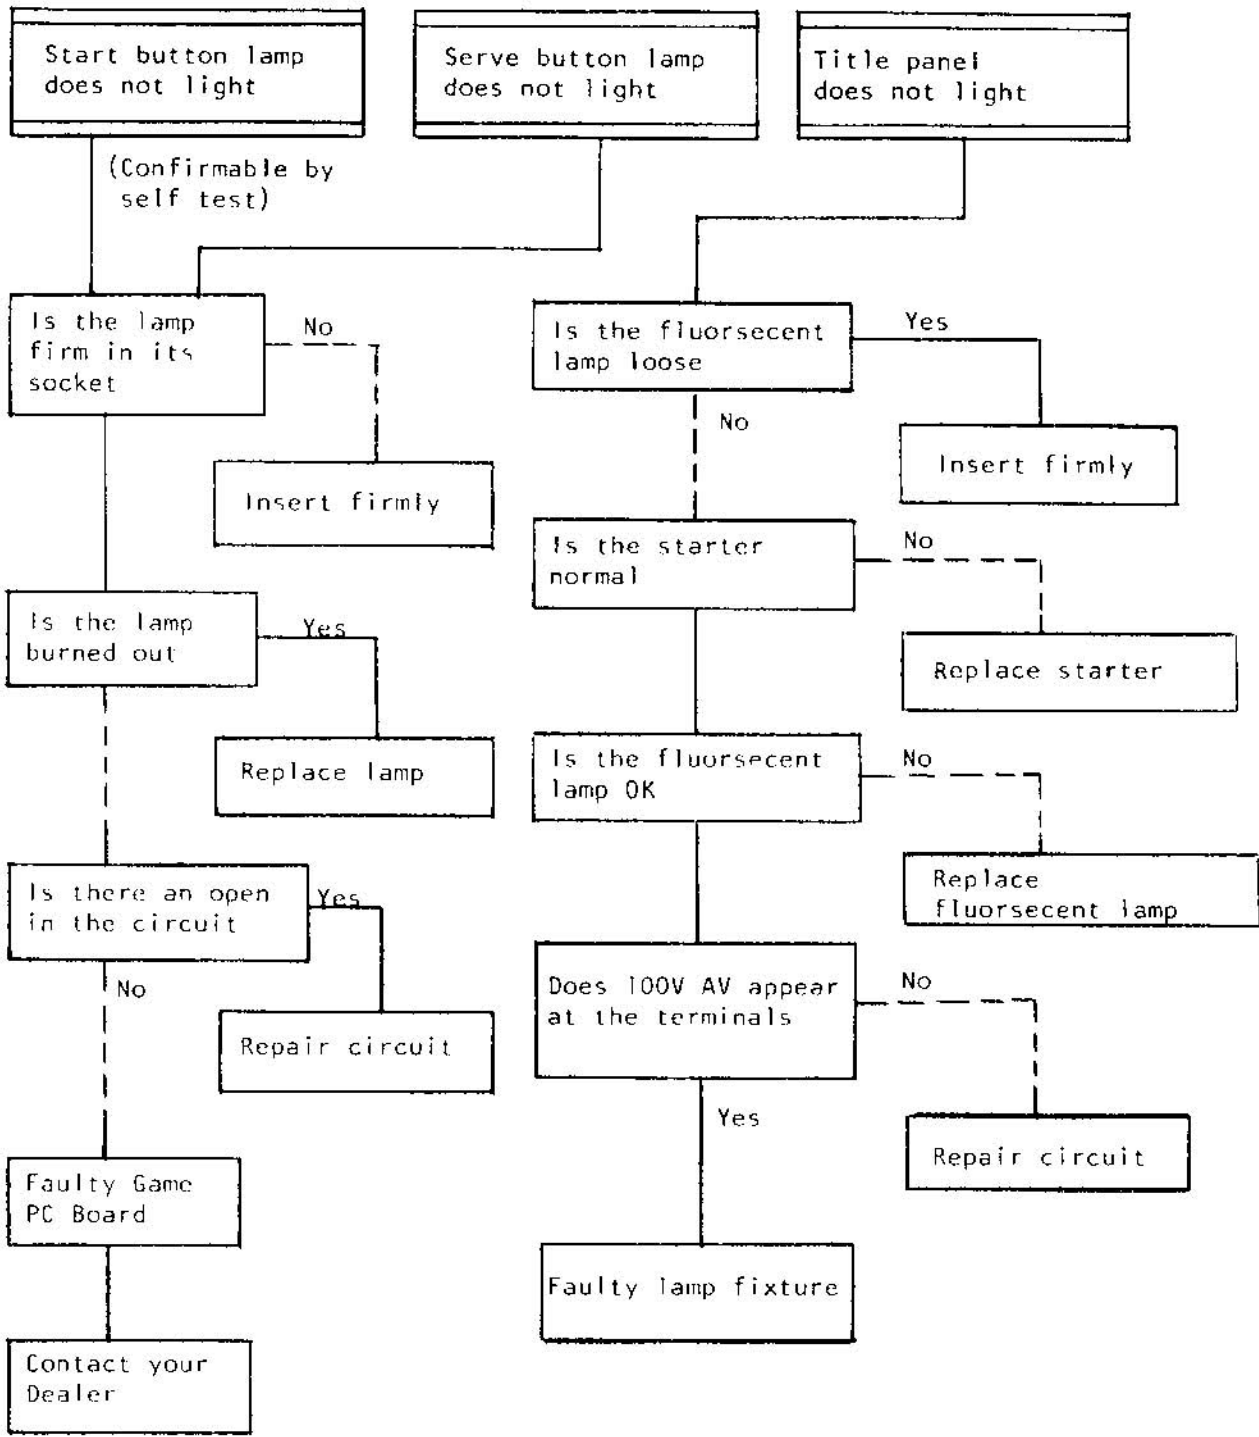 Start button lamp
does not light
Serve button lamp
does not light
Title panel
does not light
(Confirmable by
self test)
Is the lamp
firm in its
socket
No
Insert firmly
Is the lamp
burned out
Yes
Replace lamp
Is there an open
in the circuit
Yes
No
Repair circuit
Faulty Game
PC Board
Contact your
Dealer
Is the fluorsecent
lamp loose
Yes
No
Insert firmly
Is the starter
normal
No
Replace starter
Is the fluorsecent
lamp OK
No
Replace
fluorsecent lamp
Does 100V AV appear
at the terminals
No
Yes
Repair circuit
Faulty lamp fixture